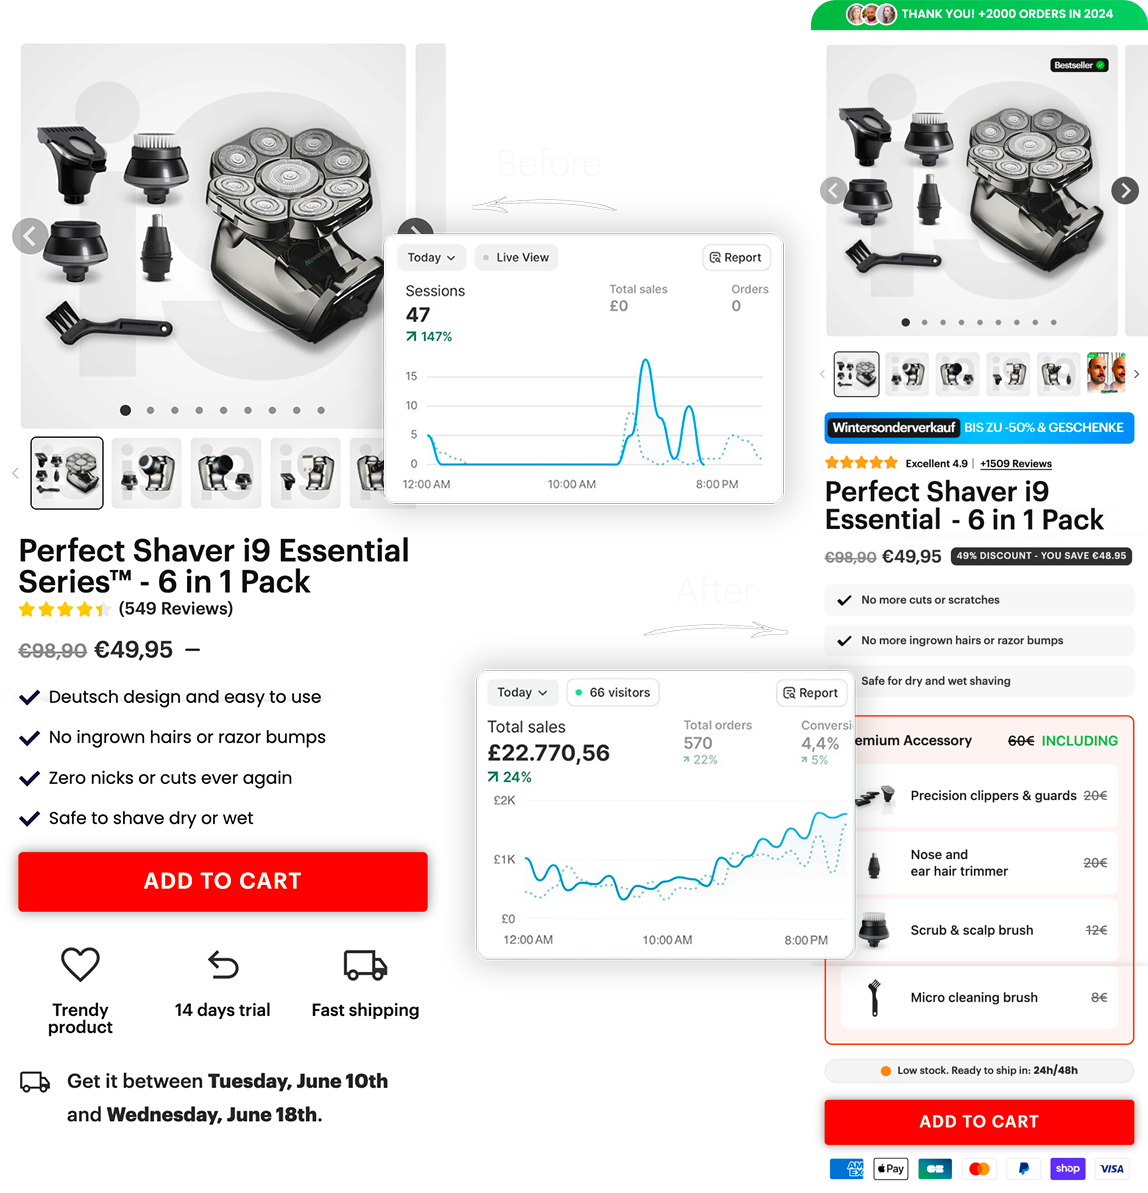 THANK YOU! +2000 ORDERS IN 2024
Before
Today
Live View
Report
Sessions
47
147%
Total sales
£0
Orders
0
15
10
5
0
12:00 AM
10:00 AM
8:00 PM
Perfect Shaver i9 Essential
Series™ - 6 in 1 Pack
(549 Reviews)
€98,90 €49,95 –
Deutsch design and easy to use
No ingrown hairs or razor bumps
Zero nicks or cuts ever again
Safe to shave dry or wet
ADD TO CART
Trendy
product
14 days trial
Fast shipping
Get it between Tuesday, June 10th
and Wednesday, June 18th.
After
Today
66 visitors
Report
Total sales
£22.770,56
24%
Total orders
570
22%
Conversi
4,4%
5%
£2K
£1K
£0
12:00 AM
10:00 AM
8:00 PM
Bestseller
Wintersonderverkauf BIS ZU -50% & GESCHENKE
Excellent 4.9 | +1509 Reviews
Perfect Shaver i9
Essential - 6 in 1 Pack
€98,90 €49,95 49% DISCOUNT - YOU SAVE €48.95
No more cuts or scratches
No more ingrown hairs or razor bumps
Safe for dry and wet shaving
emium Accessory 60€ INCLUDING
Precision clippers & guards 20€
Nose and
ear hair trimmer 20€
Scrub & scalp brush 12€
Micro cleaning brush 8€
Low stock. Ready to ship in: 24h/48h
ADD TO CART
AMEX Pay CB PayPal shop VISA